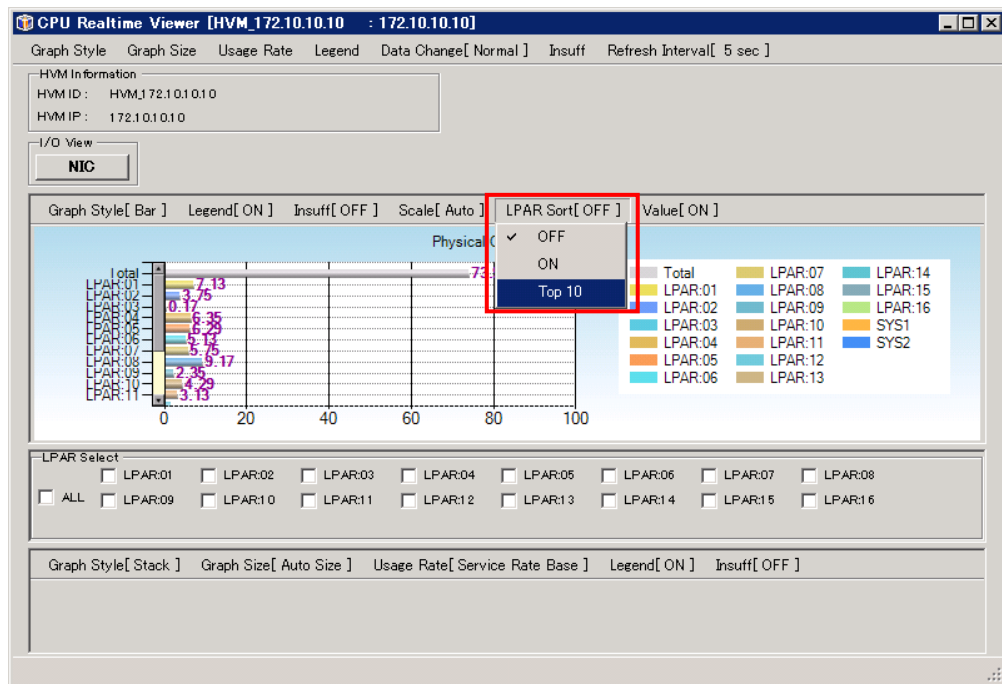 CPU Realtime Viewer [HVM_172.10.10.10 : 172.10.10.10]
Graph Style Graph Size Usage Rate Legend Data Change[ Normal ] Insuff Refresh Interval[ 5 sec ]
HVM Information
HVM ID : HVM_172.10.10.10
HVM IP : 172.10.10.10
I/O View
NIC
Graph Style[ Bar ] Legend[ ON ] Insuff[ OFF ] Scale[ Auto ] LPAR Sort[ OFF ] Value[ ON ]
✓ OFF
ON
Top 10
Physical
Total 73.
LPAR:01 7.13
LPAR:02 3.75
LPAR:03 0.17
LPAR:04 6.35
LPAR:05 6.29
LPAR:06 5.13
LPAR:07 5.75
LPAR:08 9.17
LPAR:09 2.35
LPAR:10 4.29
LPAR:11 3.13
0 20 40 60 80 100
Total LPAR:07 LPAR:14
LPAR:01 LPAR:08 LPAR:15
LPAR:02 LPAR:09 LPAR:16
LPAR:03 LPAR:10 SYS1
LPAR:04 LPAR:11 SYS2
LPAR:05 LPAR:12
LPAR:06 LPAR:13
LPAR Select
LPAR:01 LPAR:02 LPAR:03 LPAR:04 LPAR:05 LPAR:06 LPAR:07 LPAR:08
ALL LPAR:09 LPAR:10 LPAR:11 LPAR:12 LPAR:13 LPAR:14 LPAR:15 LPAR:16
Graph Style[ Stack ] Graph Size[ Auto Size ] Usage Rate[ Service Rate Base ] Legend[ ON ] Insuff[ OFF ]